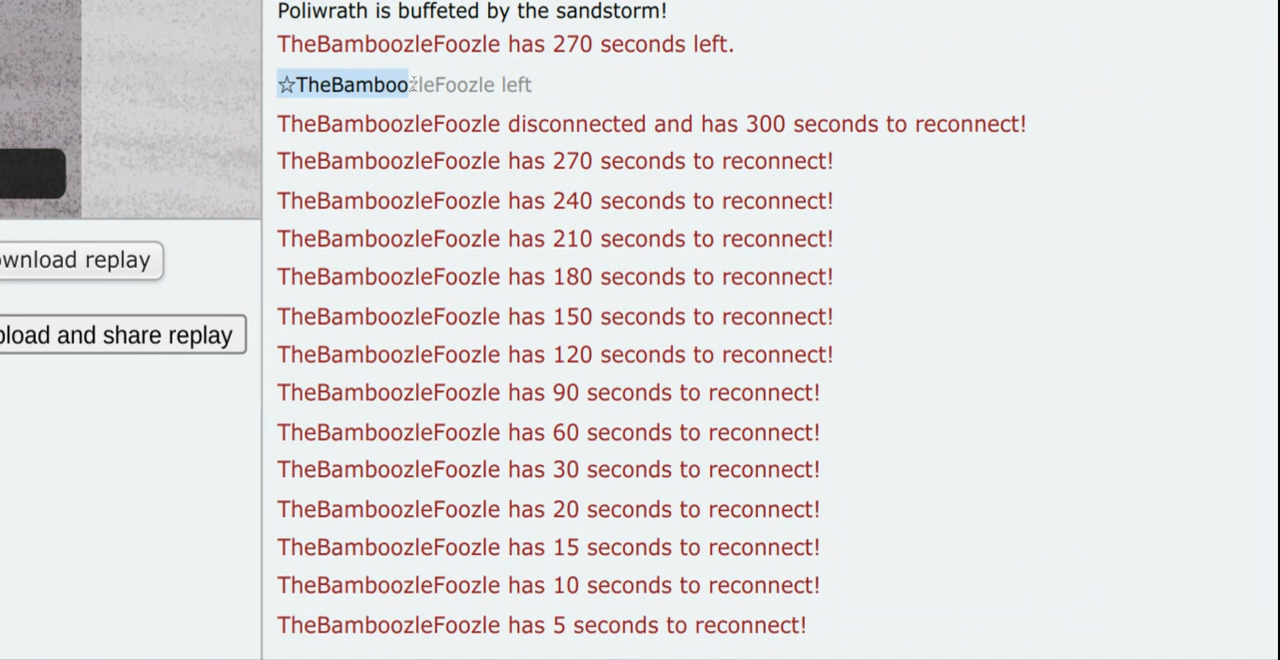 Poliwrath is buffeted by the sandstorm!
TheBamboozleFoozle has 270 seconds left.
☆TheBamboozleFoozle left
TheBamboozleFoozle disconnected and has 300 seconds to reconnect!
TheBamboozleFoozle has 270 seconds to reconnect!
TheBamboozleFoozle has 240 seconds to reconnect!
TheBamboozleFoozle has 210 seconds to reconnect!
TheBamboozleFoozle has 180 seconds to reconnect!
TheBamboozleFoozle has 150 seconds to reconnect!
TheBamboozleFoozle has 120 seconds to reconnect!
TheBamboozleFoozle has 90 seconds to reconnect!
TheBamboozleFoozle has 60 seconds to reconnect!
TheBamboozleFoozle has 30 seconds to reconnect!
TheBamboozleFoozle has 20 seconds to reconnect!
TheBamboozleFoozle has 15 seconds to reconnect!
TheBamboozleFoozle has 10 seconds to reconnect!
TheBamboozleFoozle has 5 seconds to reconnect!
ownload replay
pload and share replay